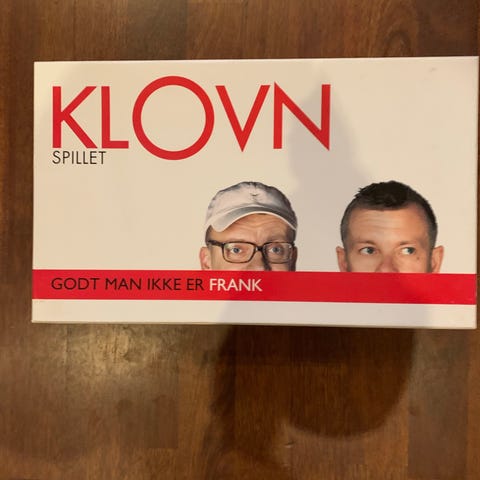 KLOVN
SPILLET
GODT MAN IKKE ER FRANK